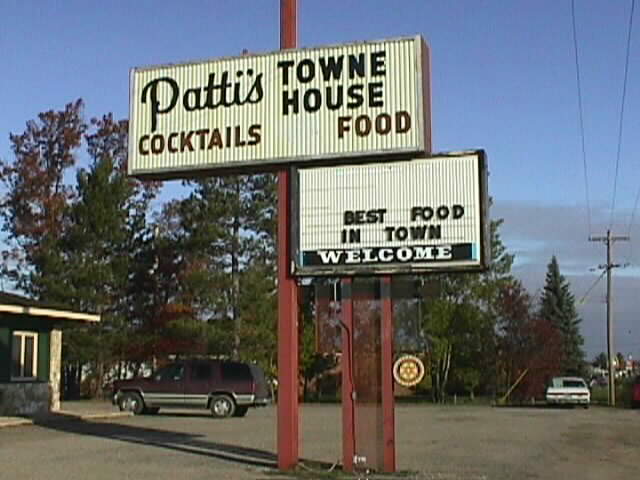 Patti's TOWNE HOUSE
COCKTAILS FOOD
BEST FOOD
IN TOWN
WELCOME